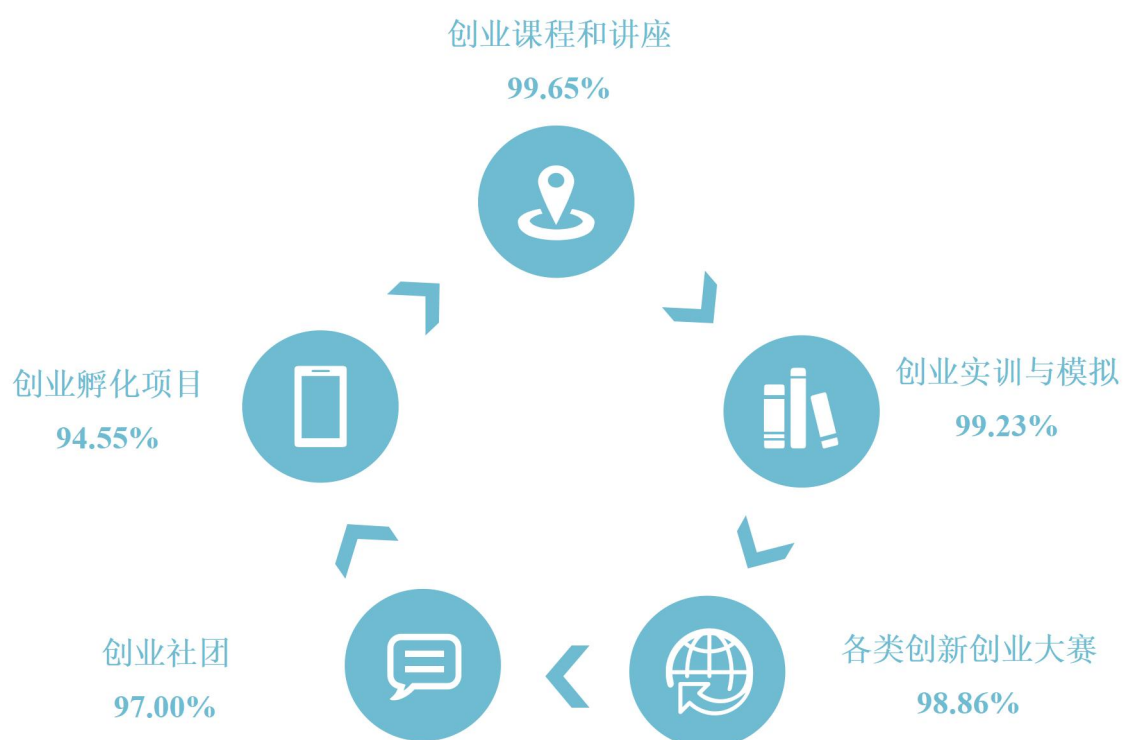 创业课程和讲座
99.65%
创业孵化项目
94.55%
创业实训与模拟
99.23%
创业社团
97.00%
各类创新创业大赛
98.86%